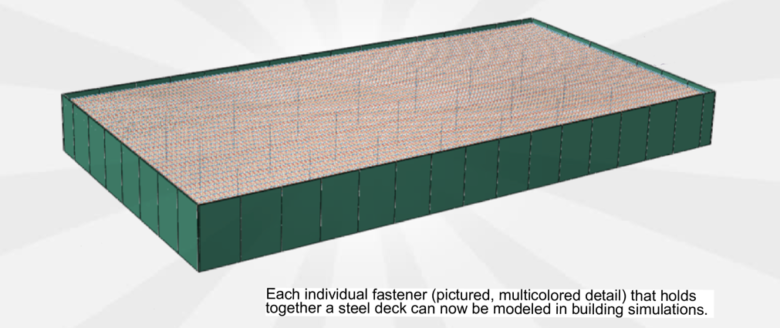 Each individual fastener (pictured, multicolored detail) that holds
together a steel deck can now be modeled in building simulations.